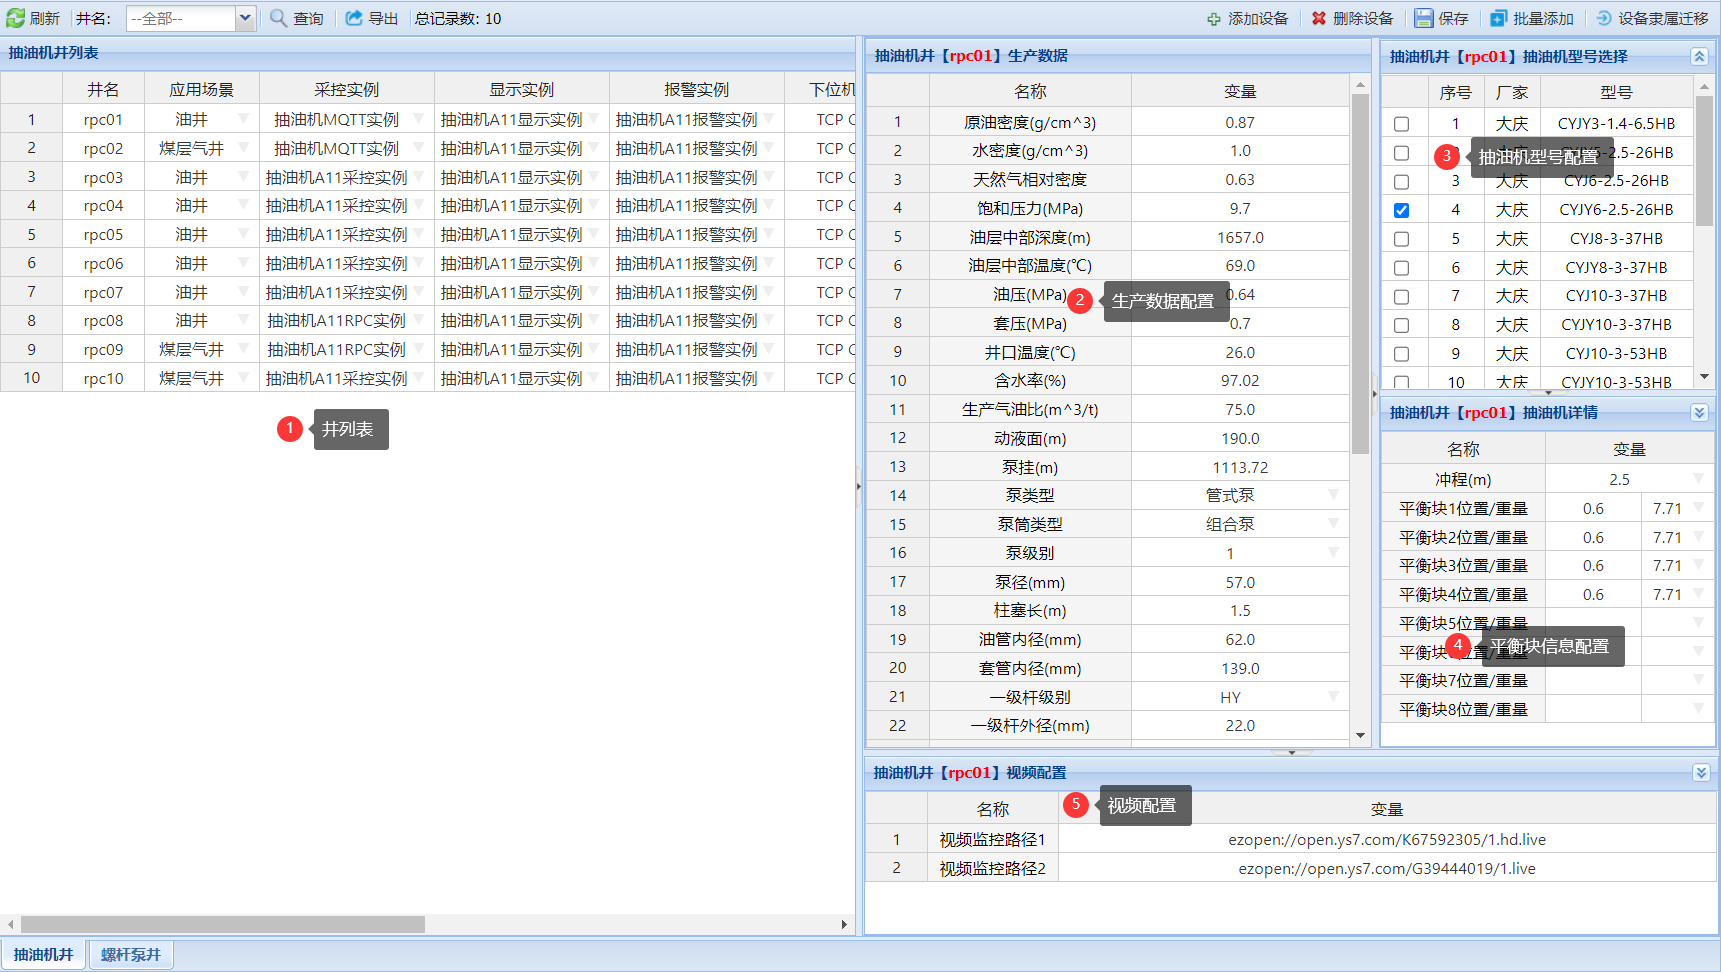 刷新 井名: --全部-- 查询 导出 总记录数: 10 添加设备 删除设备 保存 批量添加 设备隶属迁移
抽油机井列表
井名 应用场景 采控实例 显示实例 报警实例 下位机
1 rpc01 油井 抽油机MQTT实例 抽油机A11显示实例 抽油机A11报警实例 TCP C
2 rpc02 煤层气井 抽油机MQTT实例 抽油机A11显示实例 抽油机A11报警实例 TCP C
3 rpc03 油井 抽油机A11采控实例 抽油机A11显示实例 抽油机A11报警实例 TCP C
4 rpc04 油井 抽油机A11采控实例 抽油机A11显示实例 抽油机A11报警实例 TCP C
5 rpc05 油井 抽油机A11采控实例 抽油机A11显示实例 抽油机A11报警实例 TCP C
6 rpc06 油井 抽油机A11采控实例 抽油机A11显示实例 抽油机A11报警实例 TCP C
7 rpc07 油井 抽油机A11采控实例 抽油机A11显示实例 抽油机A11报警实例 TCP C
8 rpc08 油井 抽油机A11RPC实例 抽油机A11显示实例 抽油机A11报警实例 TCP C
9 rpc09 煤层气井 抽油机A11RPC实例 抽油机A11显示实例 抽油机A11报警实例 TCP C
10 rpc10 煤层气井 抽油机A11采控实例 抽油机A11显示实例 抽油机A11报警实例 TCP C
1 井列表
抽油机井【rpc01】生产数据
名称 变量
1 原油密度(g/cm^3) 0.87
2 水密度(g/cm^3) 1.0
3 天然气相对密度 0.63
4 饱和压力(MPa) 9.7
5 油层中部深度(m) 1657.0
6 油层中部温度(℃) 69.0
7 油压(MPa) 0.64
2 生产数据配置
8 套压(MPa) 0.7
9 井口温度(℃) 26.0
10 含水率(%) 97.02
11 生产气油比(m^3/t) 75.0
12 动液面(m) 190.0
13 泵挂(m) 1113.72
14 泵类型 管式泵
15 泵筒类型 组合泵
16 泵级别 1
17 泵径(mm) 57.0
18 柱塞长(m) 1.5
19 油管内径(mm) 62.0
20 套管内径(mm) 139.0
21 一级杆级别 HY
22 一级杆外径(mm) 22.0
抽油机井【rpc01】抽油机型号选择
序号 厂家 型号
1 大庆 CYJY3-1.4-6.5HB
-2.5-26HB
3 抽油机型号配置
3 大庆 CYJ6-2.5-26HB
4 大庆 CYJY6-2.5-26HB
5 大庆 CYJ8-3-37HB
6 大庆 CYJY8-3-37HB
7 大庆 CYJ10-3-37HB
8 大庆 CYJY10-3-37HB
9 大庆 CYJ10-3-53HB
10 大庆 CYJY10-3-53HB
抽油机井【rpc01】抽油机详情
名称 变量
冲程(m) 2.5
平衡块1位置/重量 0.6 7.71
平衡块2位置/重量 0.6 7.71
平衡块3位置/重量 0.6 7.71
平衡块4位置/重量 0.6 7.71
平衡块5位置/重量
4 平衡块信息配置
平衡块6位置/重量
平衡块7位置/重量
平衡块8位置/重量
抽油机井【rpc01】视频配置
5 视频配置
名称 变量
1 视频监控路径1 ezopen://open.ys7.com/K67592305/1.hd.live
2 视频监控路径2 ezopen://open.ys7.com/G39444019/1.live
抽油机井 螺杆泵井